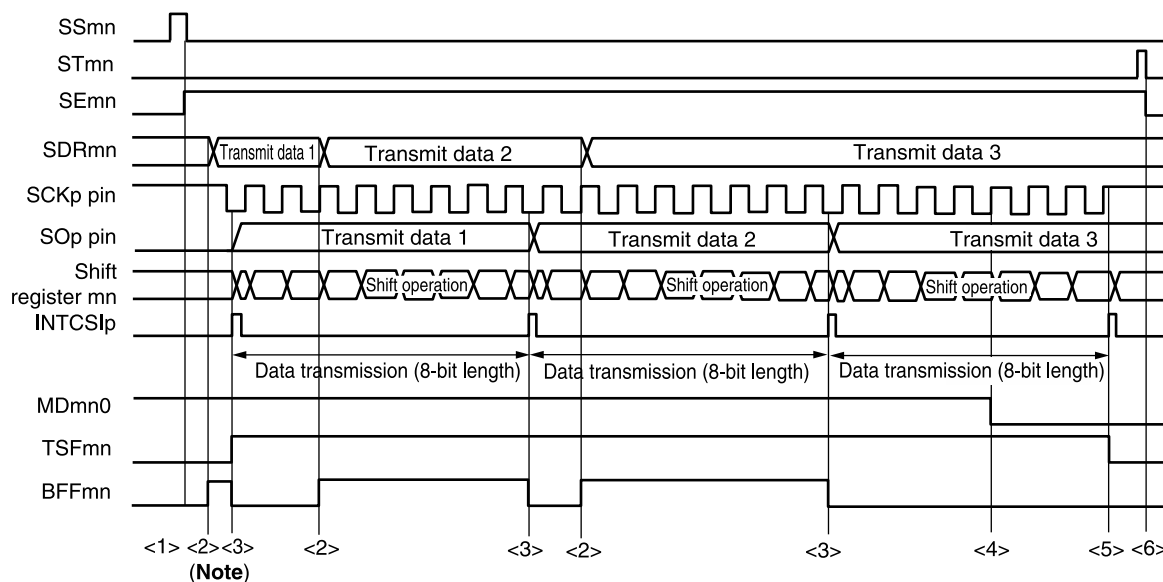 SSmn
STmn
SEmn
SDRmn
Transmit data 1
Transmit data 2
Transmit data 3
SCKp pin
SOp pin
Transmit data 1
Transmit data 2
Transmit data 3
Shift
register mn
Shift operation
Shift operation
Shift operation
INTCSIp
Data transmission (8-bit length)
Data transmission (8-bit length)
Data transmission (8-bit length)
MDmn0
TSFmn
BFFmn
<1> <2> <3> <2> <3> <2> <3> <4> <5> <6>
(Note)